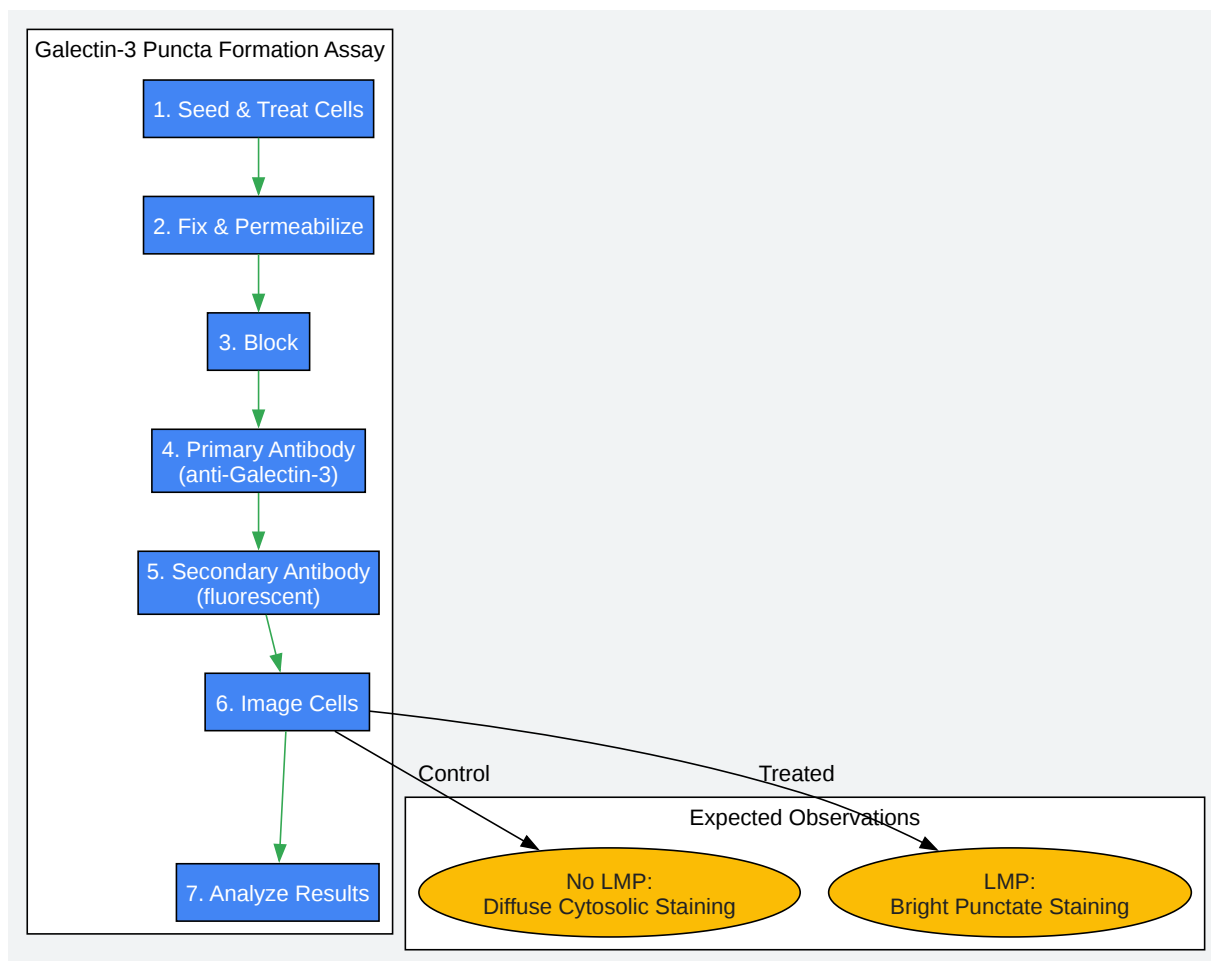 Galectin-3 Puncta Formation Assay
1. Seed & Treat Cells
2. Fix & Permeabilize
3. Block
4. Primary Antibody
(anti-Galectin-3)
5. Secondary Antibody
(fluorescent)
6. Image Cells
Control
Treated
7. Analyze Results
Expected Observations
No LMP:
Diffuse Cytosolic Staining
LMP:
Bright Punctate Staining